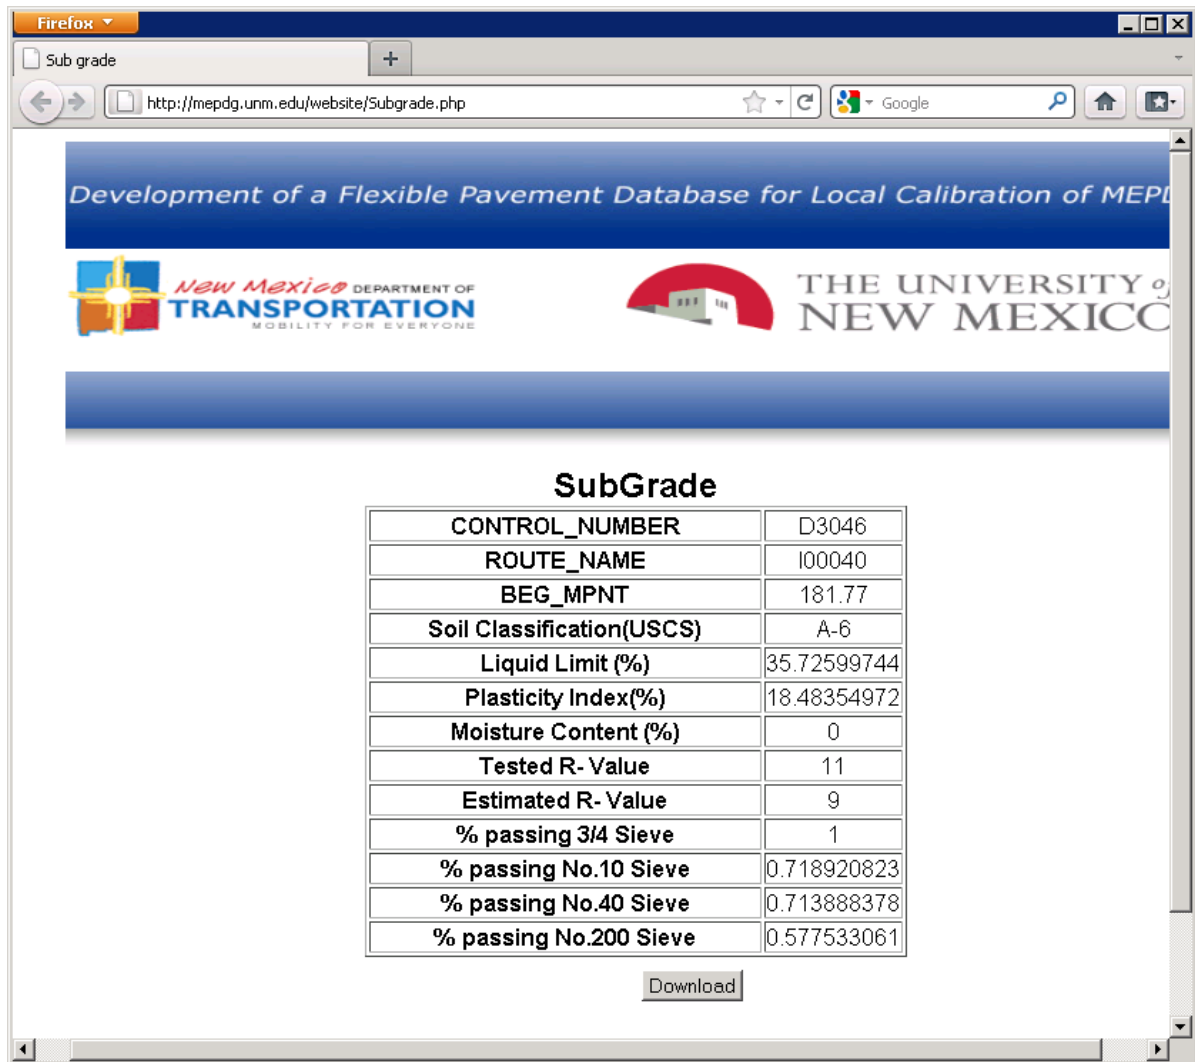 Firefox
Sub grade
http://mepdg.unm.edu/website/Subgrade.php
Google
Development of a Flexible Pavement Database for Local Calibration of MEPD
New Mexico DEPARTMENT OF
TRANSPORTATION
MOBILITY FOR EVERYONE
THE UNIVERSITY of
NEW MEXICO
SubGrade
CONTROL_NUMBER D3046
ROUTE_NAME I00040
BEG_MPNT 181.77
Soil Classification(USCS) A-6
Liquid Limit (%) 35.72599744
Plasticity Index(%) 18.48354972
Moisture Content (%) 0
Tested R- Value 11
Estimated R- Value 9
% passing 3/4 Sieve 1
% passing No.10 Sieve 0.718920823
% passing No.40 Sieve 0.713888378
% passing No.200 Sieve 0.577533061
Download